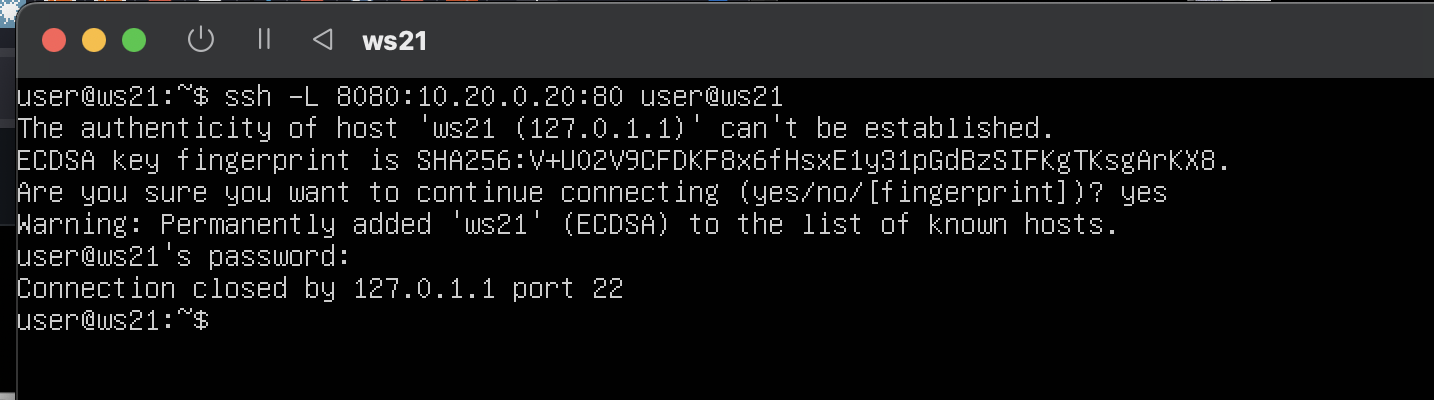 ws21
user@ws21:~$ ssh -L 8080:10.20.0.20:80 user@ws21
The authenticity of host 'ws21 (127.0.1.1)' can't be established.
ECDSA key fingerprint is SHA256:V+UO2V9CFDKF8x6fHsxE1y31pGdBzSIFKgTKsgArKX8.
Are you sure you want to continue connecting (yes/no/[fingerprint])? yes
Warning: Permanently added 'ws21' (ECDSA) to the list of known hosts.
user@ws21's password:
Connection closed by 127.0.1.1 port 22
user@ws21:~$